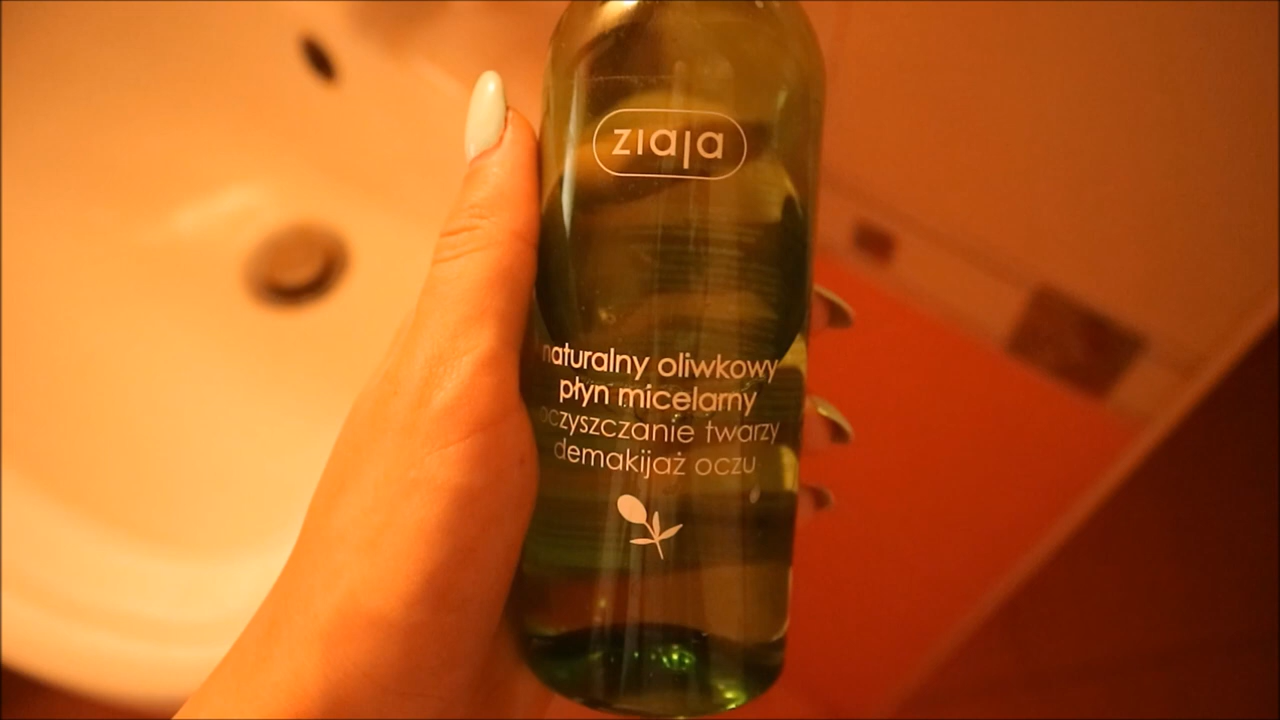 ziaja
naturalny oliwkowy
płyn micelarny
oczyszczanie twarzy
demakijaż oczu